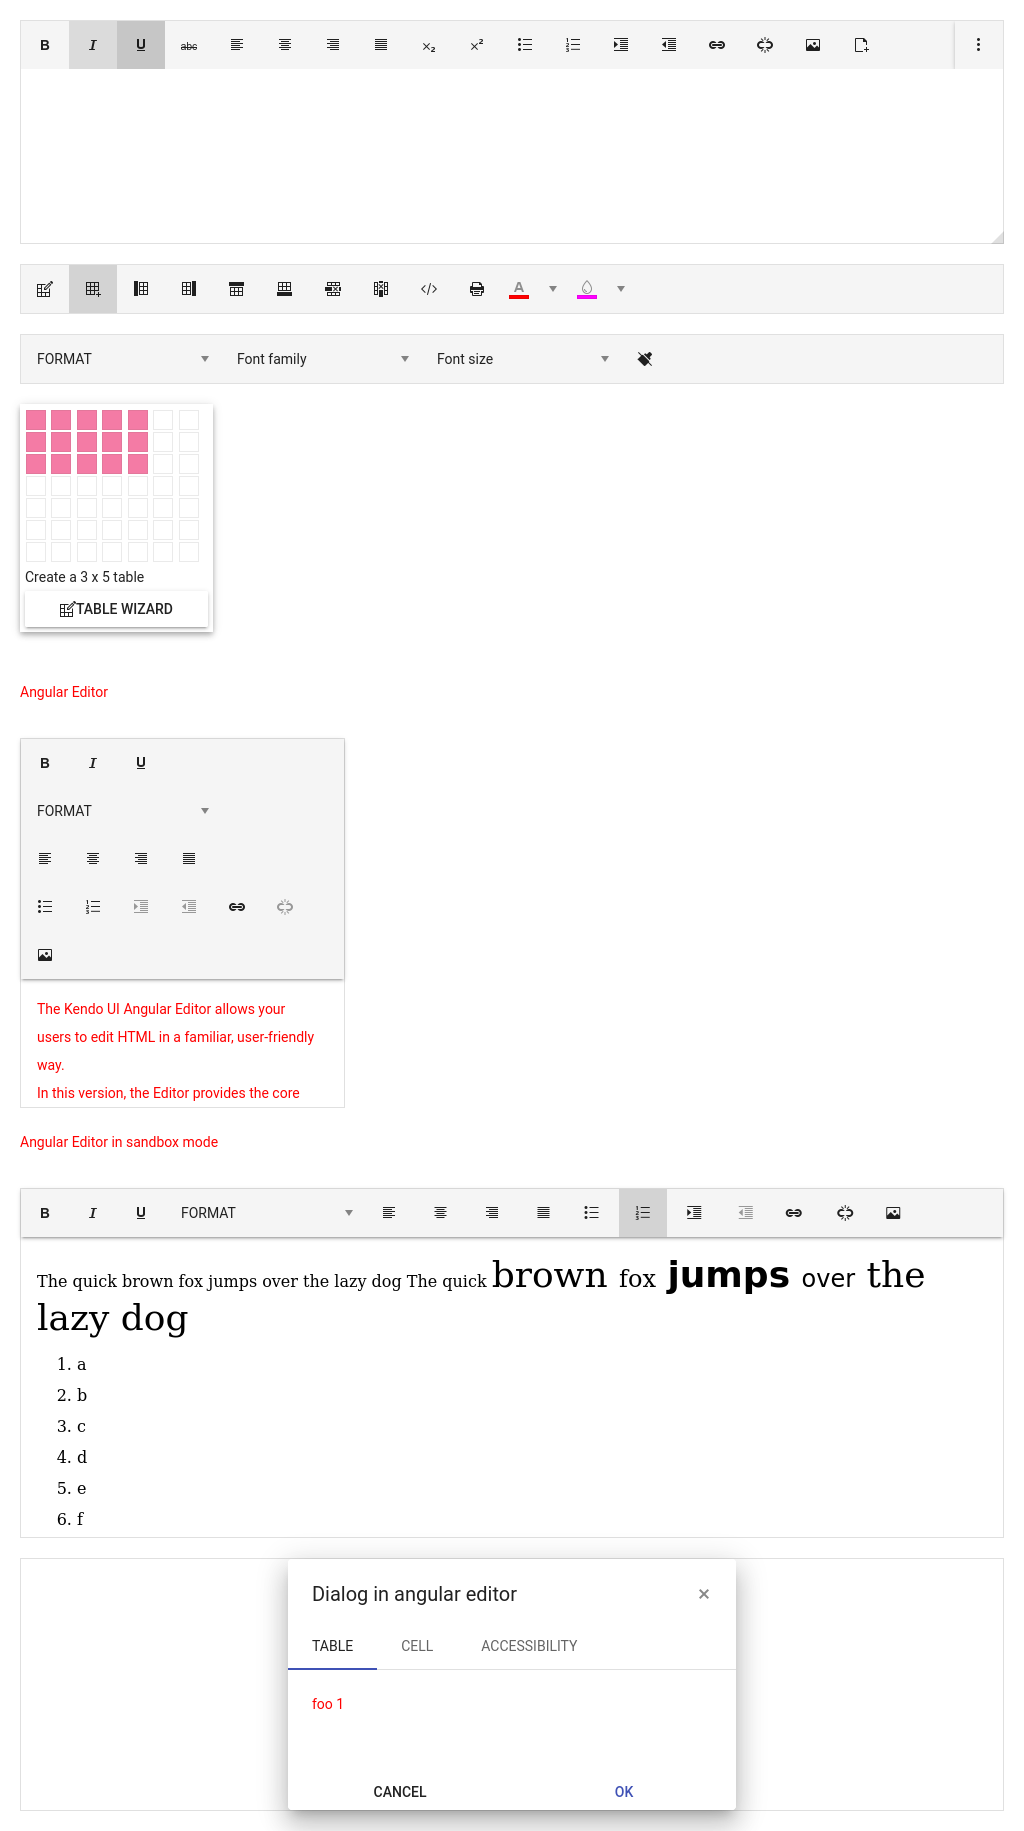 B I U abc
A
FORMAT Font family Font size
Create a 3 x 5 table
TABLE WIZARD
Angular Editor
B I U
FORMAT
The Kendo UI Angular Editor allows your
users to edit HTML in a familiar, user-friendly
way.
In this version, the Editor provides the core
Angular Editor in sandbox mode
B I U FORMAT
The quick brown fox jumps over the lazy dog The quick brown fox jumps over the
lazy dog
1. a
2. b
3. c
4. d
5. e
6. f
Dialog in angular editor
TABLE CELL ACCESSIBILITY
foo 1
CANCEL OK